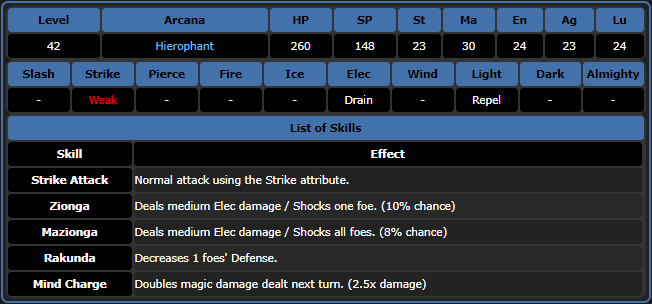 Level Arcana HP SP St Ma En Ag Lu
42 Hierophant 260 148 23 30 24 23 24
Slash Strike Pierce Fire Ice Elec Wind Light Dark Almighty
- Weak - - - Drain - Repel - -
List of Skills
Skill Effect
Strike Attack Normal attack using the Strike attribute.
Zionga Deals medium Elec damage / Shocks one foe. (10% chance)
Mazionga Deals medium Elec damage / Shocks all foes. (8% chance)
Rakunda Decreases 1 foes' Defense.
Mind Charge Doubles magic damage dealt next turn. (2.5x damage)